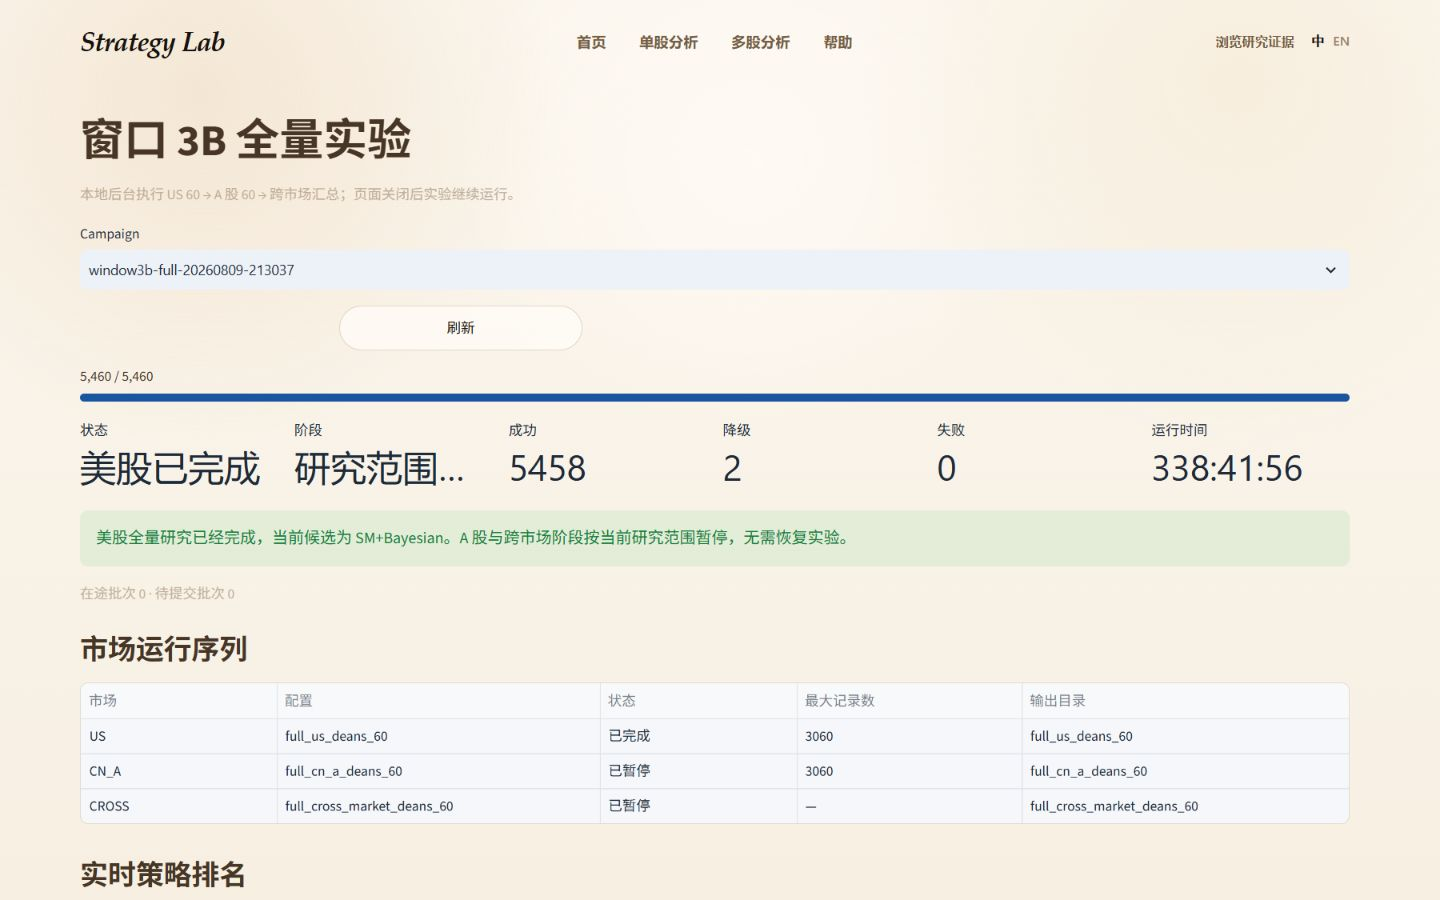 Strategy Lab
首页 单股分析 多股分析 帮助
浏览研究证据 中 EN
窗口 3B 全量实验
本地后台执行 US 60 → A 股 60 → 跨市场汇总；页面关闭后实验继续运行。
Campaign
window3b-full-20260809-213037
刷新
5,460 / 5,460
状态 阶段 成功 降级 失败 运行时间
美股已完成 研究范围... 5458 2 0 338:41:56
美股全量研究已经完成，当前候选为 SM+Bayesian。A 股与跨市场阶段按当前研究范围暂停，无需恢复实验。
在途批次 0 · 待提交批次 0
市场运行序列
市场 配置 状态 最大记录数 输出目录
US full_us_deans_60 已完成 3060 full_us_deans_60
CN_A full_cn_a_deans_60 已暂停 3060 full_cn_a_deans_60
CROSS full_cross_market_deans_60 已暂停 — full_cross_market_deans_60
实时策略排名